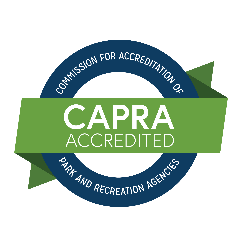 COMMISSION FOR ACCREDITATION OF
CAPRA
ACCREDITED
PARK AND RECREATION AGENCIES